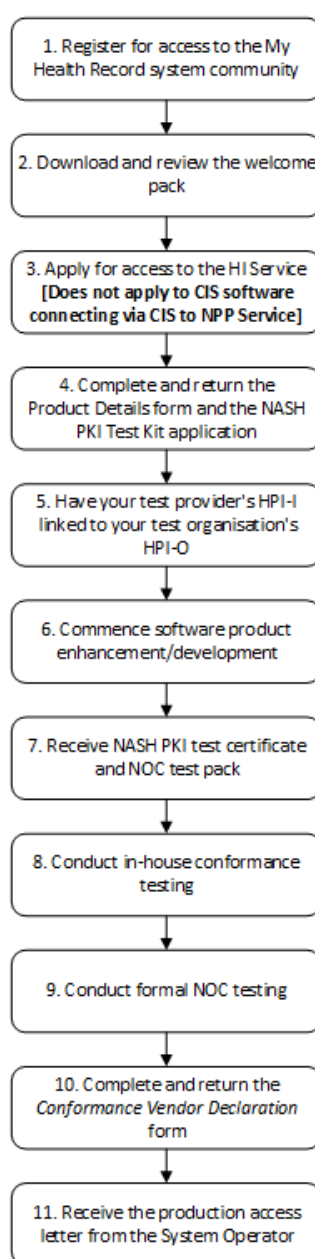 1. Register for access to the My
Health Record system community
2. Download and review the welcome
pack
3. Apply for access to the HI Service
[Does not apply to CIS software
connecting via CIS to NPP Service]
4. Complete and return the
Product Details form and the NASH
PKI Test Kit application
5. Have your test provider's HPI-I
linked to your test organisation's
HPI-O
6. Commence software product
enhancement/development
7. Receive NASH PKI test certificate
and NOC test pack
8. Conduct in-house conformance
testing
9. Conduct formal NOC testing
10. Complete and return the
Conformance Vendor Declaration
form
11. Receive the production access
letter from the System Operator